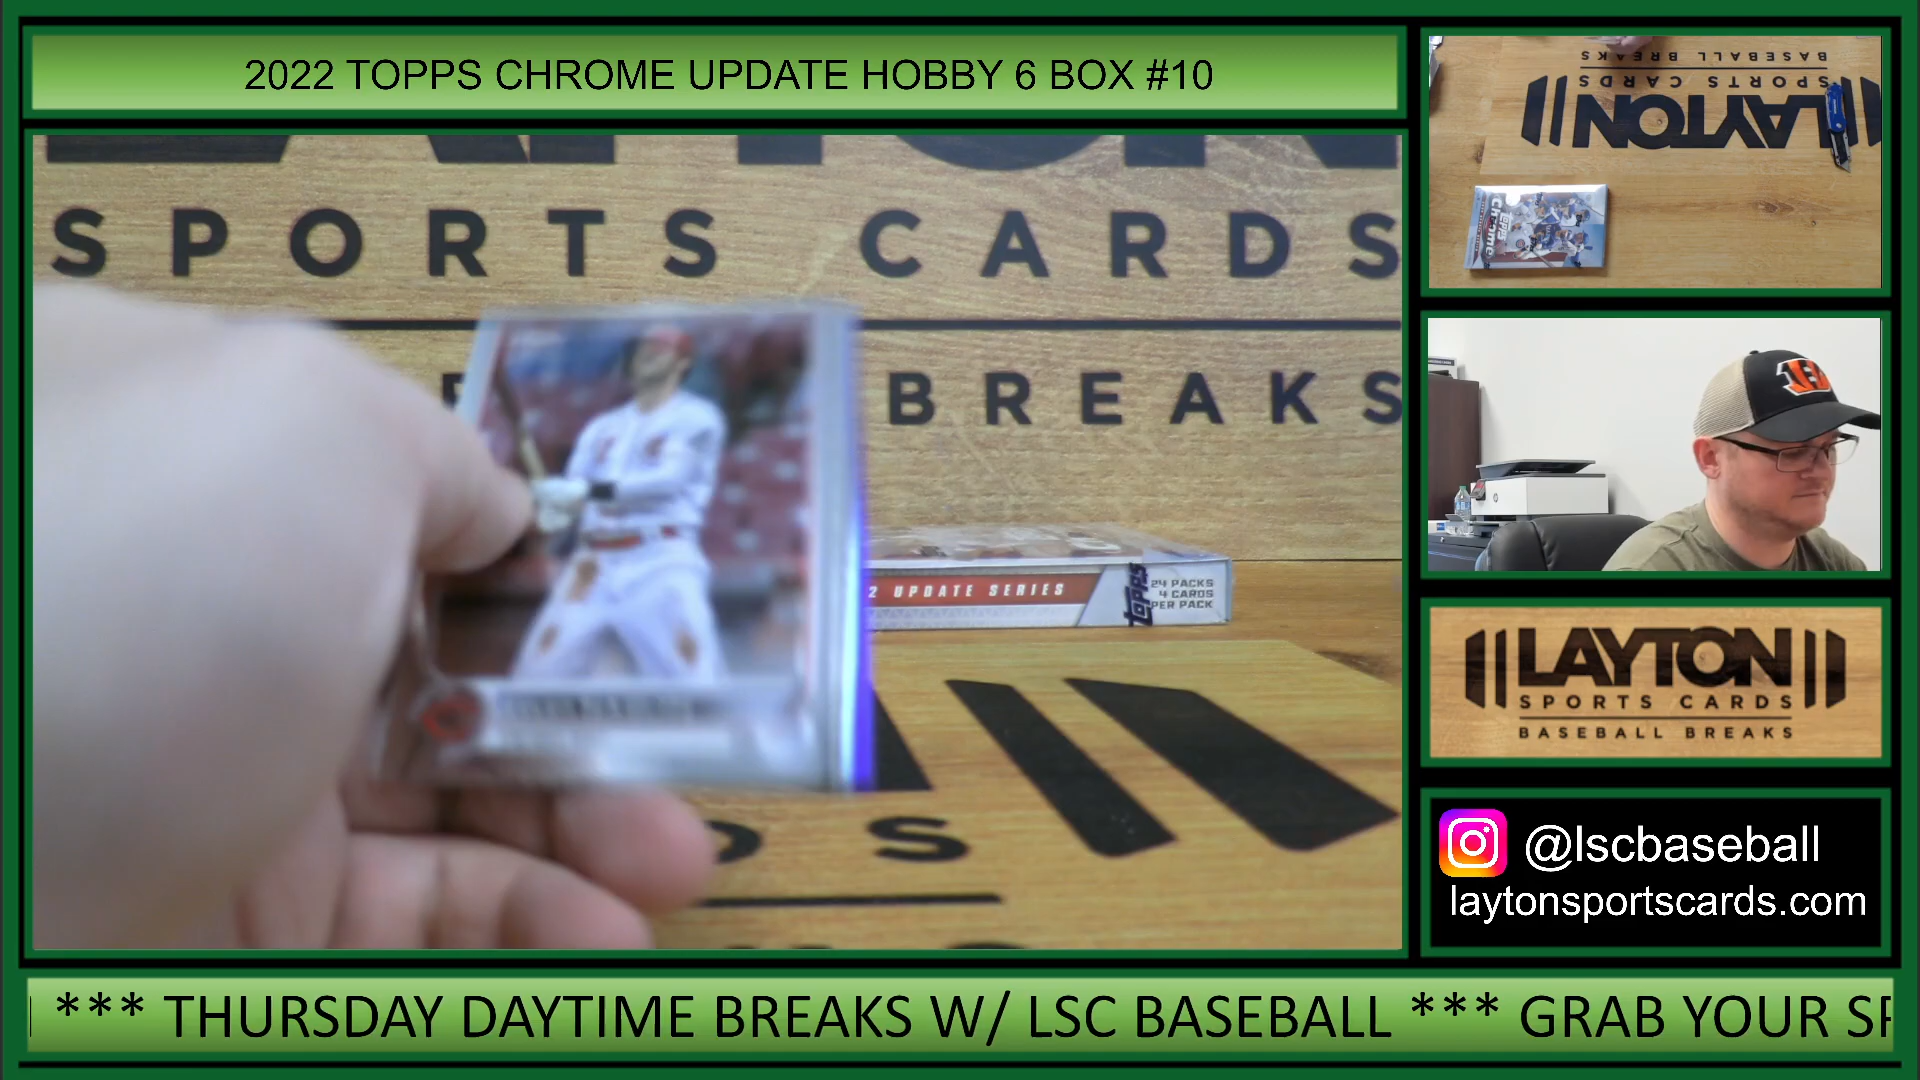 2022 TOPPS CHROME UPDATE HOBBY 6 BOX #10
SPORTS CARDS
BREAKS
2 UPDATE SERIES
topps
24 PACKS
4 CARDS
PER PACK
LAYTON
SPORTS CARDS
BASEBALL BREAKS
Topps
Chrome
LAYTON
SPORTS CARDS
BASEBALL BREAKS
@lscbaseball
laytonsportscards.com
*** THURSDAY DAYTIME BREAKS W/ LSC BASEBALL *** GRAB YOUR